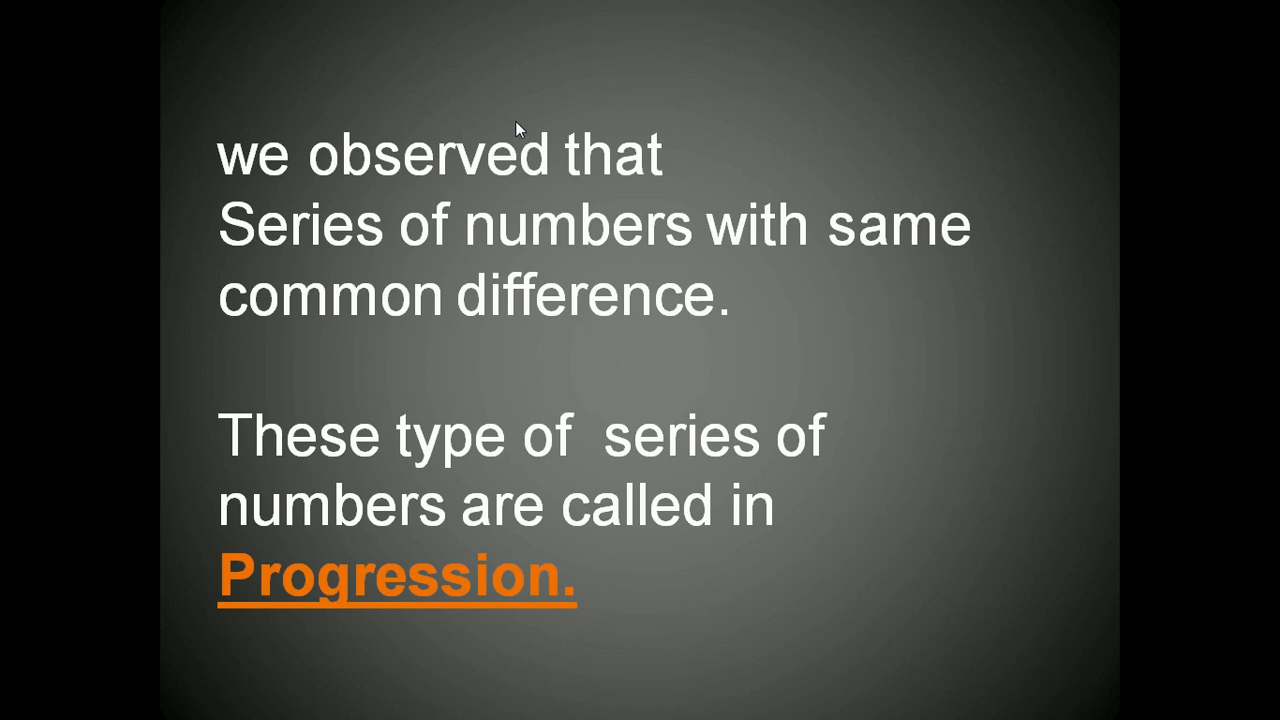 we observed that
Series of numbers with same
common difference.
These type of  series of
numbers are called in
Progression.